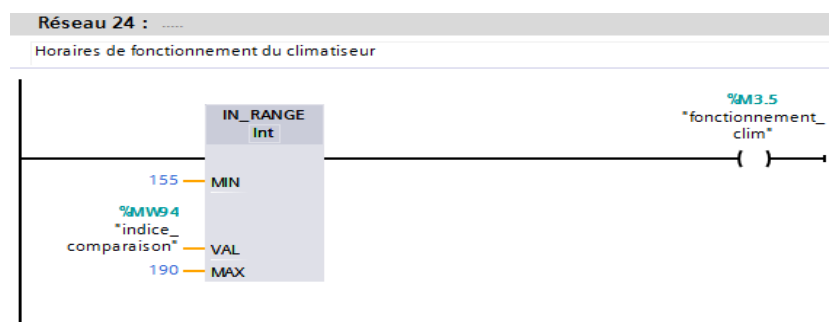 Réseau 24 : .....
Horaires de fonctionnement du climatiseur
%M3.5
"fonctionnement_
clim"
IN_RANGE
Int
155
MIN
%MW94
"indice_
comparaison"
VAL
190
MAX